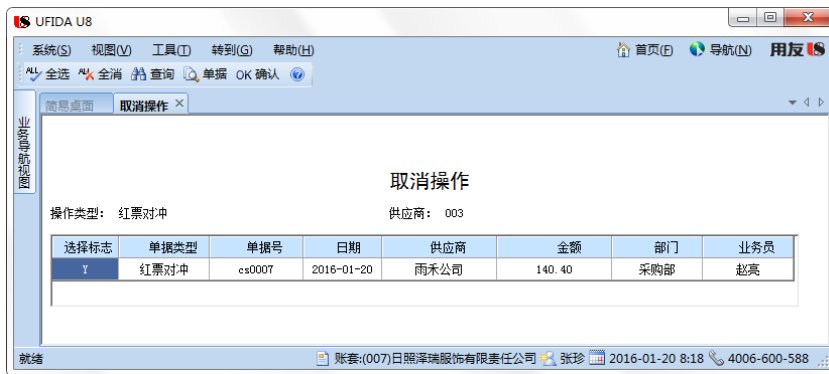 UFIDA U8
系统(S) 视图(V) 工具(T) 转到(G) 帮助(H) 首页(F) 导航(N) 用友
全选 全消 查询 单据 OK 确认
简易桌面 取消操作
业务导航视图
取消操作
操作类型: 红票对冲 供应商: 003
选择标志 单据类型 单据号 日期 供应商 金额 部门 业务员
Y 红票对冲 cs0007 2016-01-20 雨禾公司 140.40 采购部 赵亮
就绪 账套:(007)日照泽瑞服饰有限责任公司 张珍 2016-01-20 8:18 4006-600-588